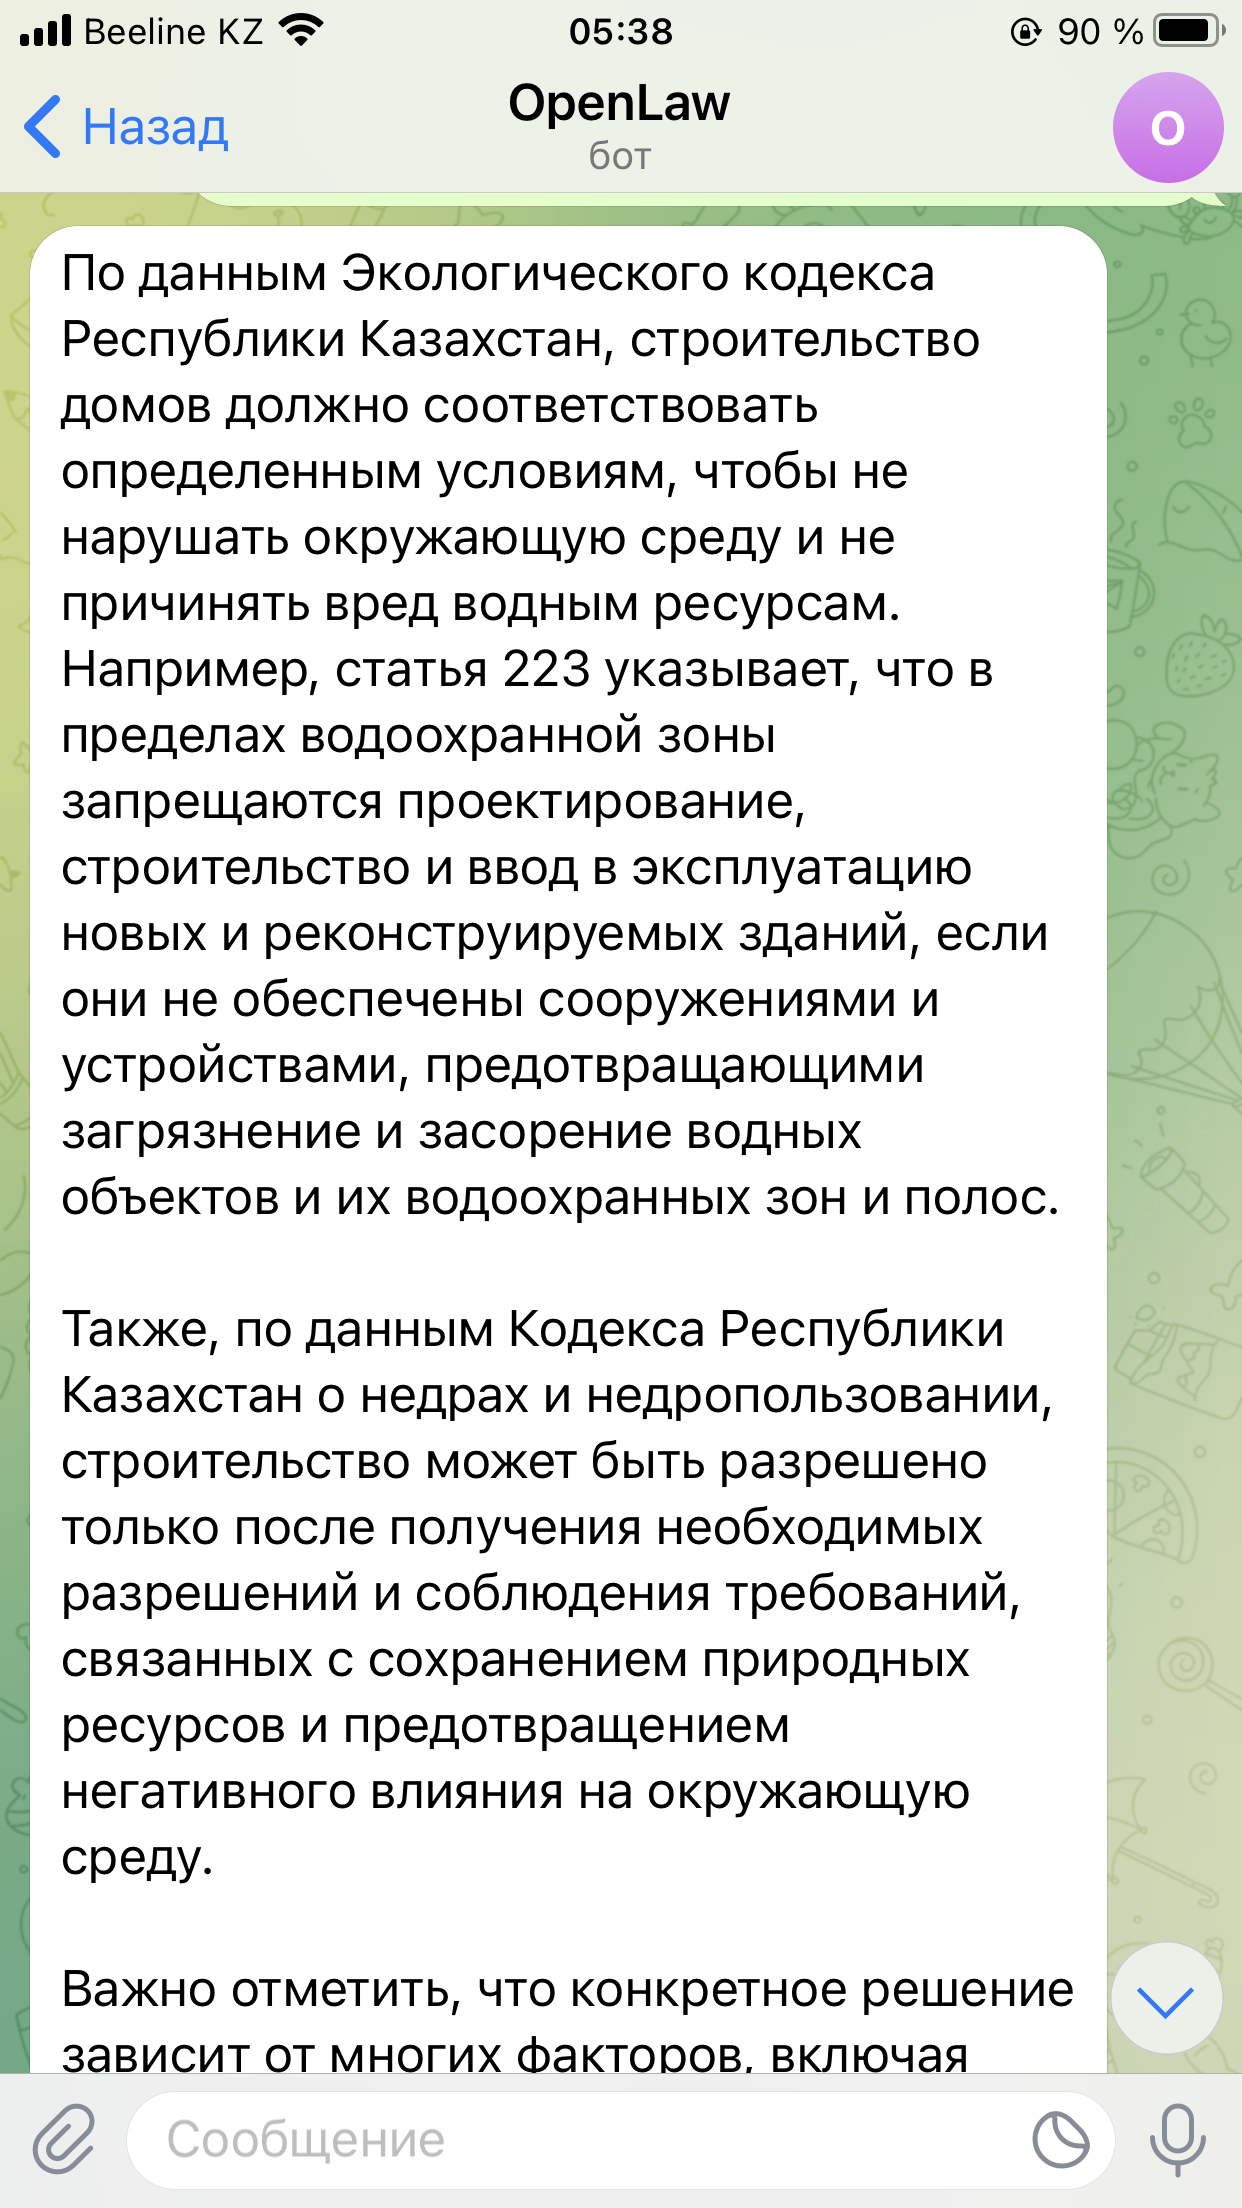 Beeline KZ 05:38 90 %
Назад
OpenLaw
бот
O
По данным Экологического кодекса
Республики Казахстан, строительство
домов должно соответствовать
определенным условиям, чтобы не
нарушать окружающую среду и не
причинять вред водным ресурсам.
Например, статья 223 указывает, что в
пределах водоохранной зоны
запрещаются проектирование,
строительство и ввод в эксплуатацию
новых и реконструируемых зданий, если
они не обеспечены сооружениями и
устройствами, предотвращающими
загрязнение и засорение водных
объектов и их водоохранных зон и полос.
Также, по данным Кодекса Республики
Казахстан о недрах и недропользовании,
строительство может быть разрешено
только после получения необходимых
разрешений и соблюдения требований,
связанных с сохранением природных
ресурсов и предотвращением
негативного влияния на окружающую
среду.
Важно отметить, что конкретное решение
зависит от многих факторов, включая
Сообщение